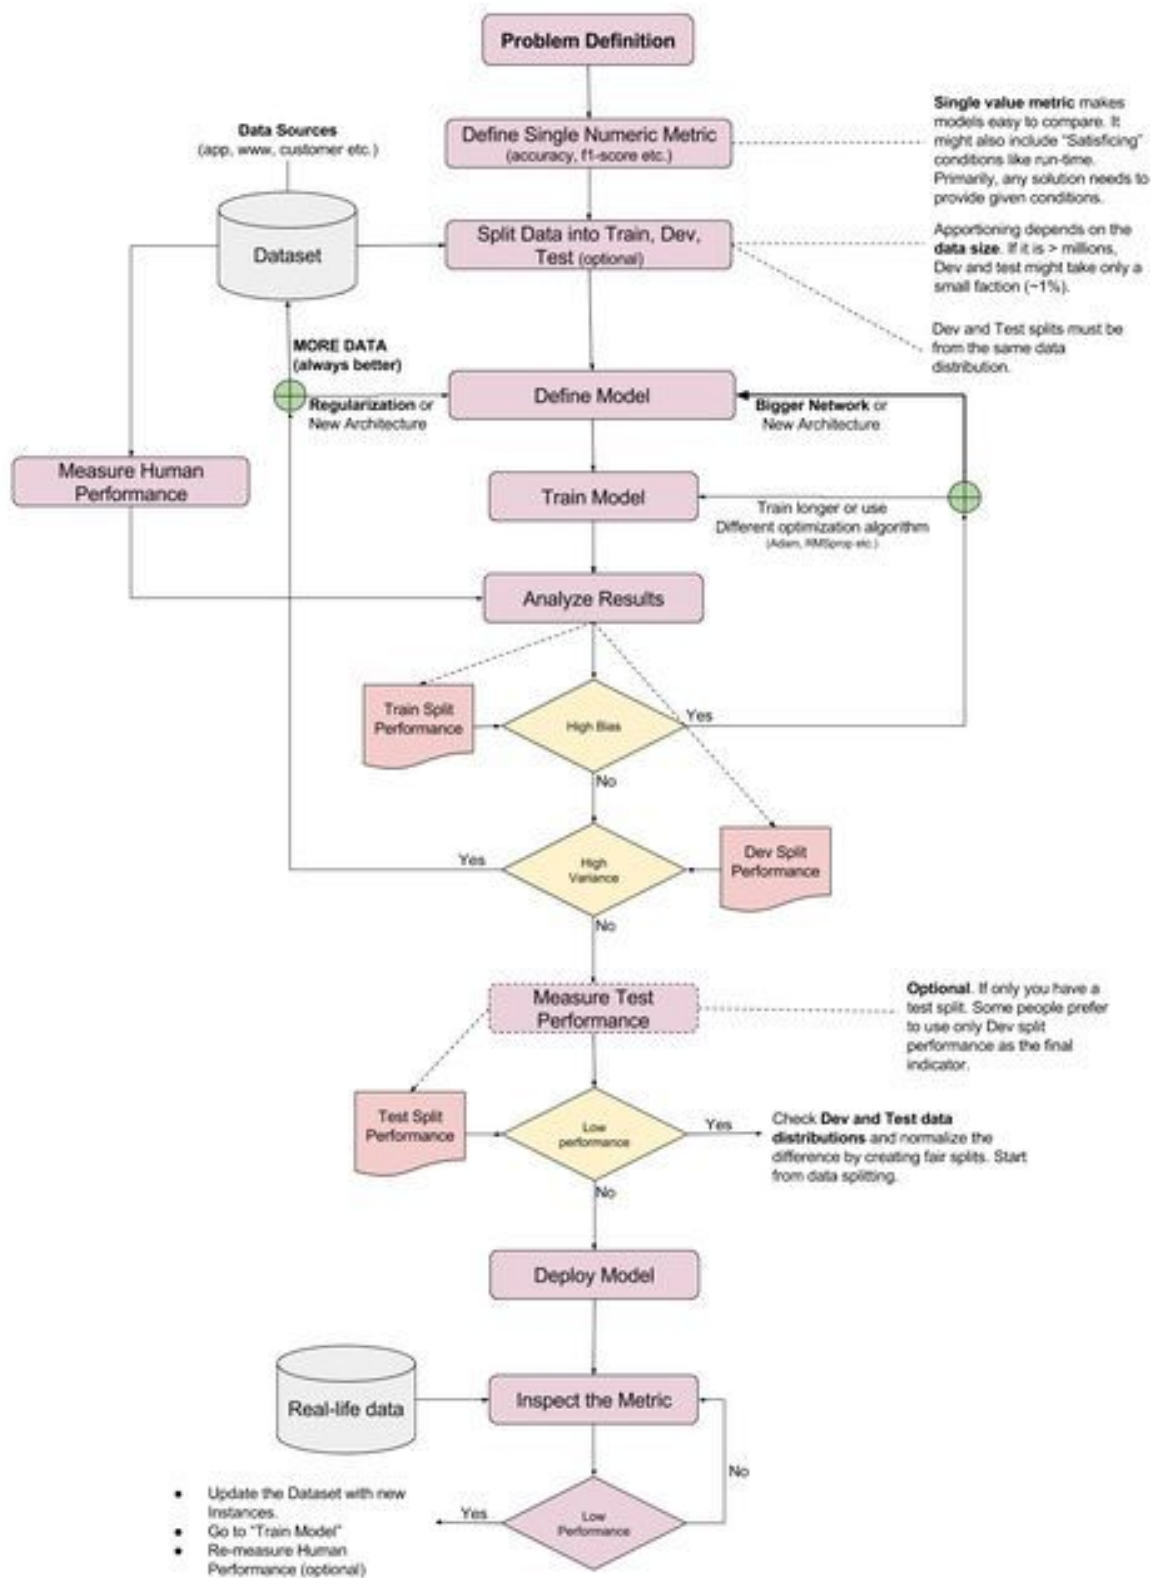 Problem Definition
Define Single Numeric Metric
(accuracy, f1-score etc.)
Single value metric makes
models easy to compare. It
might also include "Satisficing"
conditions like run-time.
Primarily, any solution needs to
provide given conditions.
Data Sources
(app, www, customer etc.)
Dataset
Split Data into Train, Dev,
Test (optional)
Apportioning depends on the
data size. If it is > millions,
Dev and test might take only a
small faction (~1%).
Dev and Test splits must be
from the same data
distribution.
MORE DATA
(always better)
Regularization or
New Architecture
Define Model
Bigger Network or
New Architecture
Measure Human
Performance
Train Model
Train longer or use
Different optimization algorithm
(Adam, RMSprop etc.)
Analyze Results
Train Split
Performance
High Bias
Yes
No
Yes
High
Variance
Dev Split
Performance
No
Measure Test
Performance
Optional. If only you have a
test split. Some people prefer
to use only Dev split
performance as the final
indicator.
Test Split
Performance
Low
performance
Yes
Check Dev and Test data
distributions and normalize the
difference by creating fair splits. Start
from data splitting.
No
Deploy Model
Real-life data
Inspect the Metric
No
Low
Performance
Yes
● Update the Dataset with new
Instances.
● Go to "Train Model"
● Re-measure Human
Performance (optional)